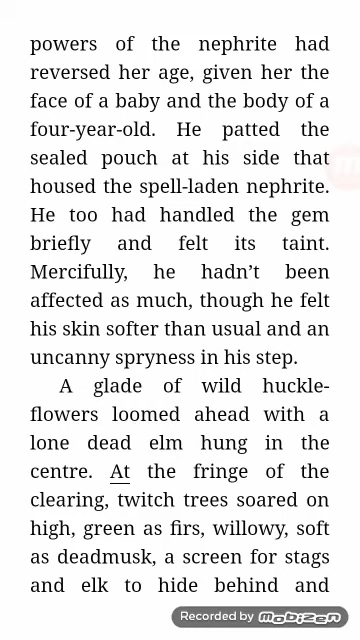 powers of the nephrite had
reversed her age, given her the
face of a baby and the body of a
four-year-old. He patted the
sealed pouch at his side that
housed the spell-laden nephrite.
He too had handled the gem
briefly and felt its taint.
Mercifully, he hadn’t been
affected as much, though he felt
his skin softer than usual and an
uncanny spryness in his step.
A glade of wild huckle-
flowers loomed ahead with a
lone dead elm hung in the
centre. At the fringe of the
clearing, twitch trees soared on
high, green as firs, willowy, soft
as deadmusk, a screen for stags
and elk to hide behind and
Recorded by mobizen